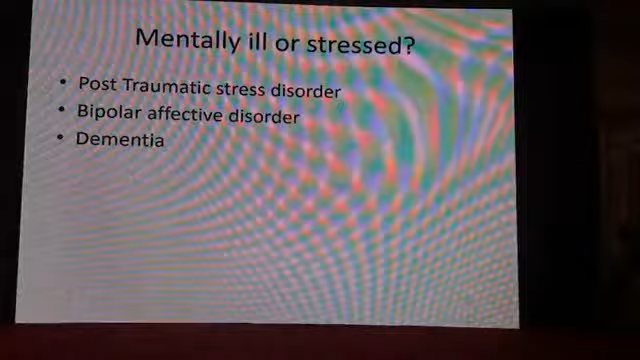 Mentally ill or stressed?
• Post Traumatic stress disorder
• Bipolar affective disorder
• Dementia